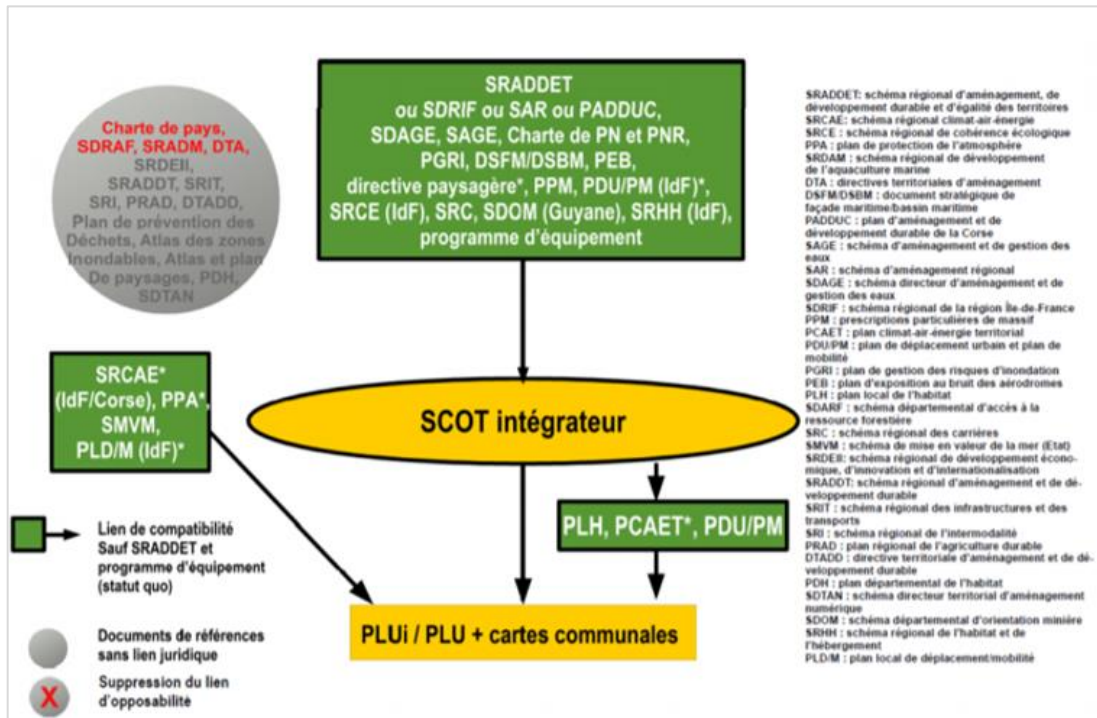 Charte de pays,
SDRAF, SRADM, DTA,
SRDEII,
SRADDT, SRIT,
SRI, PRAD, DTADD,
Plan de prévention des
Déchets, Atlas des zones
Inondables, Atlas et plan
De paysages, PDH,
SDTAN
SRADDET
ou SDRIF ou SAR ou PADDUC,
SDAGE, SAGE, Charte de PN et PNR,
PGRI, DSFM/DSBM, PEB,
directive paysagère*, PPM, PDU/PM (IdF)*,
SRCE (IdF), SRC, SDOM (Guyane), SRHH (IdF),
programme d'équipement
SRCAE*
(IdF/Corse), PPA*,
SMVM,
PLD/M (IdF)*
SCOT intégrateur
PLH, PCAET*, PDU/PM
PLUi / PLU + cartes communales
Lien de compatibilité
Sauf SRADDET et
programme d'équipement
(statut quo)
Documents de références
sans lien juridique
X
Suppression du lien
d'opposabilité
SRADDET: schéma régional d'aménagement, de
développement durable et d'égalité des territoires
SRCAE: schéma régional climat-air-énergie
SRCE : schéma régional de cohérence écologique
PPA : plan de protection de l'atmosphère
SRDAM : schéma régional de développement
de l'aquaculture marine
DTA : directives territoriales d'aménagement
DSFM/DSBM : document stratégique de
façade maritime/bassin maritime
PADDUC : plan d'aménagement et de
développement durable de la Corse
SAGE : schéma d'aménagement et de gestion des
eaux
SAR : schéma d'aménagement régional
SDAGE : schéma directeur d'aménagement et de
gestion des eaux
SDRIF : schéma régional de la région Île-de-France
PPM : prescriptions particulières de massif
PCAET : plan climat-air-énergie territorial
PDU/PM : plan de déplacement urbain et plan de
mobilité
PGRI : plan de gestion des risques d'inondation
PEB : plan d'exposition au bruit des aérodromes
PLH : plan local de l'habitat
SDARF : schéma départemental d'accès à la
ressource forestière
SRC : schéma régional des carrières
SMVM : schéma de mise en valeur de la mer (Etat)
SRDEII: schéma régional de développement écono-
mique, d'innovation et d'internationalisation
SRADDT: schéma régional d'aménagement et de dé-
veloppement durable
SRIT : schéma régional des infrastructures et des
transports
SRI : schéma régional de l'intermodalité
PRAD : plan régional de l'agriculture durable
DTADD : directive territoriale d'aménagement et de dé-
veloppement durable
PDH : plan départemental de l'habitat
SDTAN : schéma directeur territorial d'aménagement
numérique
SDOM : schéma départemental d'orientation minière
SRHH : schéma régional de l'habitat et de
l'hébergement
PLD/M : plan local de déplacement/mobilité